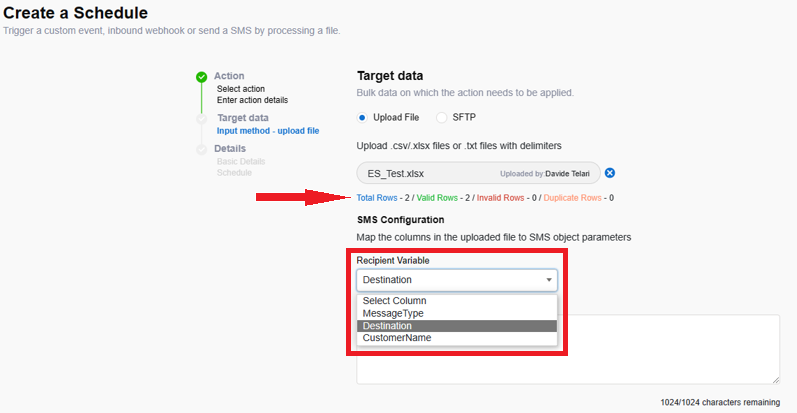 Create a Schedule
Trigger a custom event, inbound webhook or send a SMS by processing a file.
Action
Select action
Enter action details
Target data
Input method - upload file
Details
Basic Details
Schedule
Target data
Bulk data on which the action needs to be applied.
Upload File
SFTP
Upload .csv/.xlsx files or .txt files with delimiters
ES_Test.xlsx Uploaded by Davide Telari
Total Rows - 2 / Valid Rows - 2 / Invalid Rows - 0 / Duplicate Rows - 0
SMS Configuration
Map the columns in the uploaded file to SMS object parameters
Recipient Variable
Destination
Select Column
MessageType
Destination
CustomerName
1024/1024 characters remaining